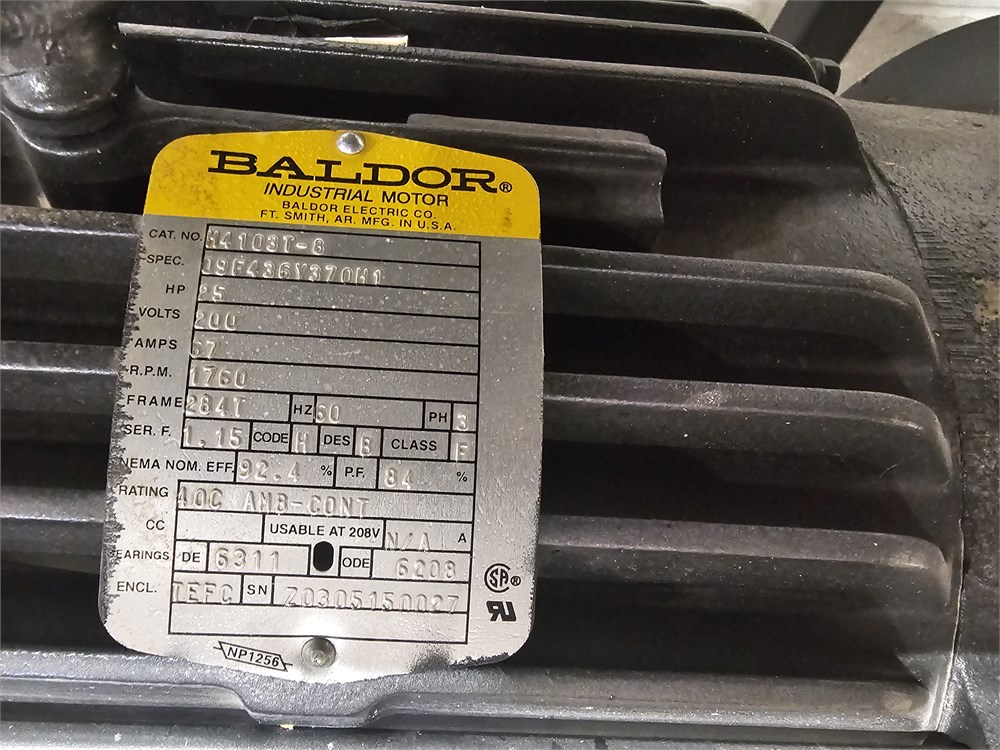 BALDOR®
INDUSTRIAL MOTOR
BALDOR ELECTRIC CO.
FT. SMITH, AR. MFG. IN U.S.A.
CAT. NO. M4103T-8
SPEC. 09F436Y370H1
HP 25
VOLTS 200
AMPS 67
R.P.M. 1760
FRAME 284T HZ 60 PH 3
SER. F. 1.15 CODE H DES B CLASS F
NEMA NOM. EFF. 92.4 % P.F. 84 %
RATING 40C AMB-CONT
CC USABLE AT 208V N/A A
EARINGS DE 6311 ODE 6208
ENCL. TEFC SN Z0305150027
SA®
NP1256